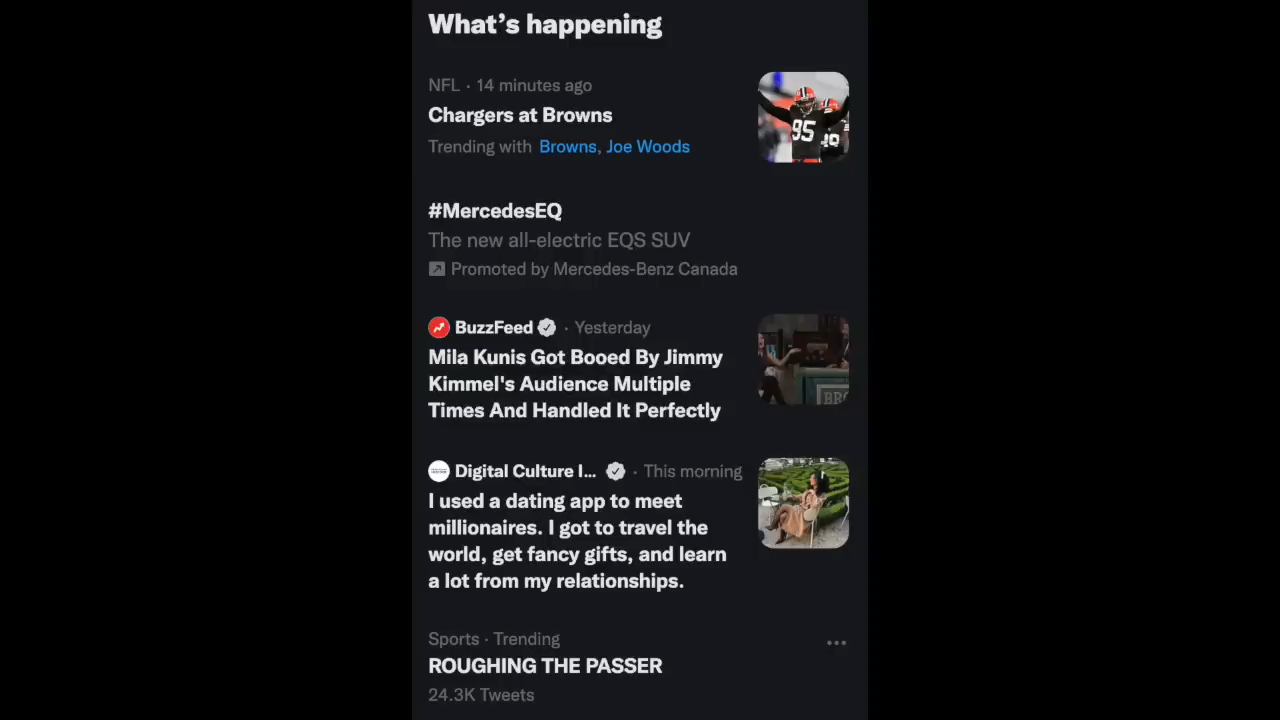 What's happening
NFL · 14 minutes ago
Chargers at Browns
Trending with Browns, Joe Woods
95
#MercedesEQ
The new all-electric EQS SUV
Promoted by Mercedes-Benz Canada
BuzzFeed · Yesterday
Mila Kunis Got Booed By Jimmy
Kimmel's Audience Multiple
Times And Handled It Perfectly
Digital Culture I... · This morning
I used a dating app to meet
millionaires. I got to travel the
world, get fancy gifts, and learn
a lot from my relationships.
Sports · Trending
ROUGHING THE PASSER
24.3K Tweets